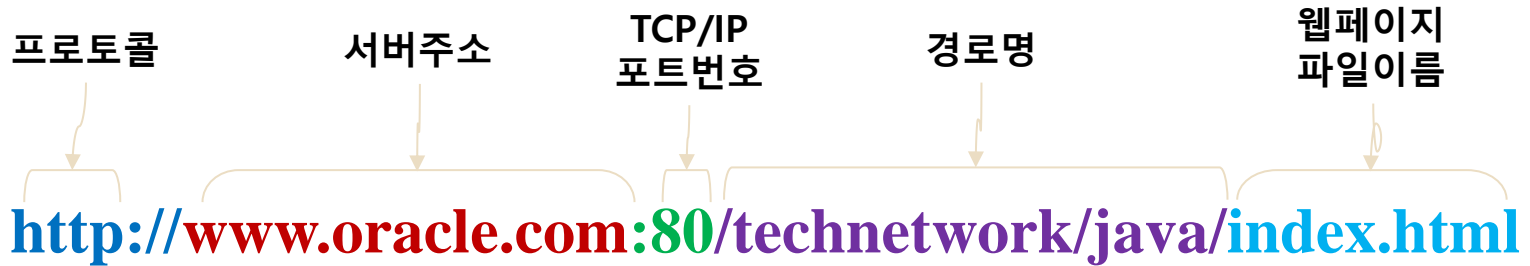 프로토콜
서버주소
TCP/IP
포트번호
경로명
웹페이지
파일이름
http://www.oracle.com:80/technetwork/java/index.html